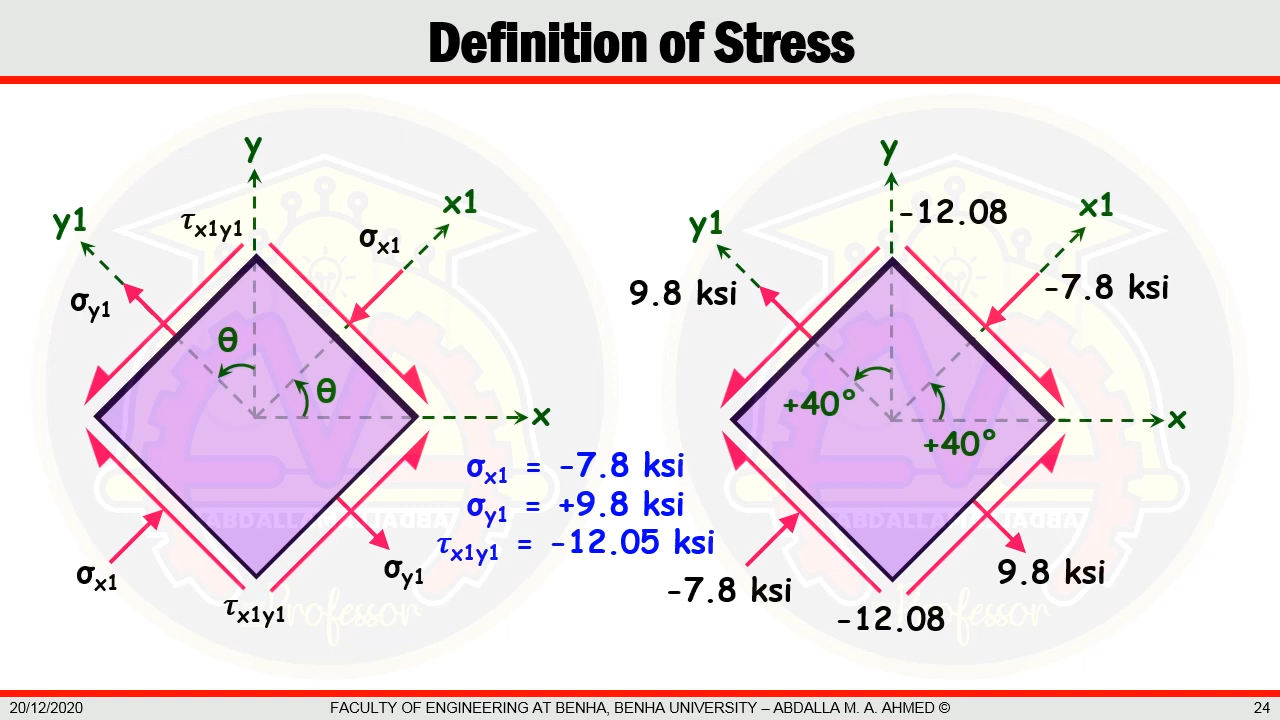 Definition of Stress
y
y1
x1
τx1y1
σx1
σy1
θ
θ
x
σx1
σy1
τx1y1
σx1 = -7.8 ksi
σy1 = +9.8 ksi
τx1y1 = -12.05 ksi
y
-12.08
y1
x1
9.8 ksi
-7.8 ksi
+40°
+40°
x
-7.8 ksi
9.8 ksi
-12.08
Professor
Professor
20/12/2020
FACULTY OF ENGINEERING AT BENHA, BENHA UNIVERSITY – ABDALLA M. A. AHMED ©
24